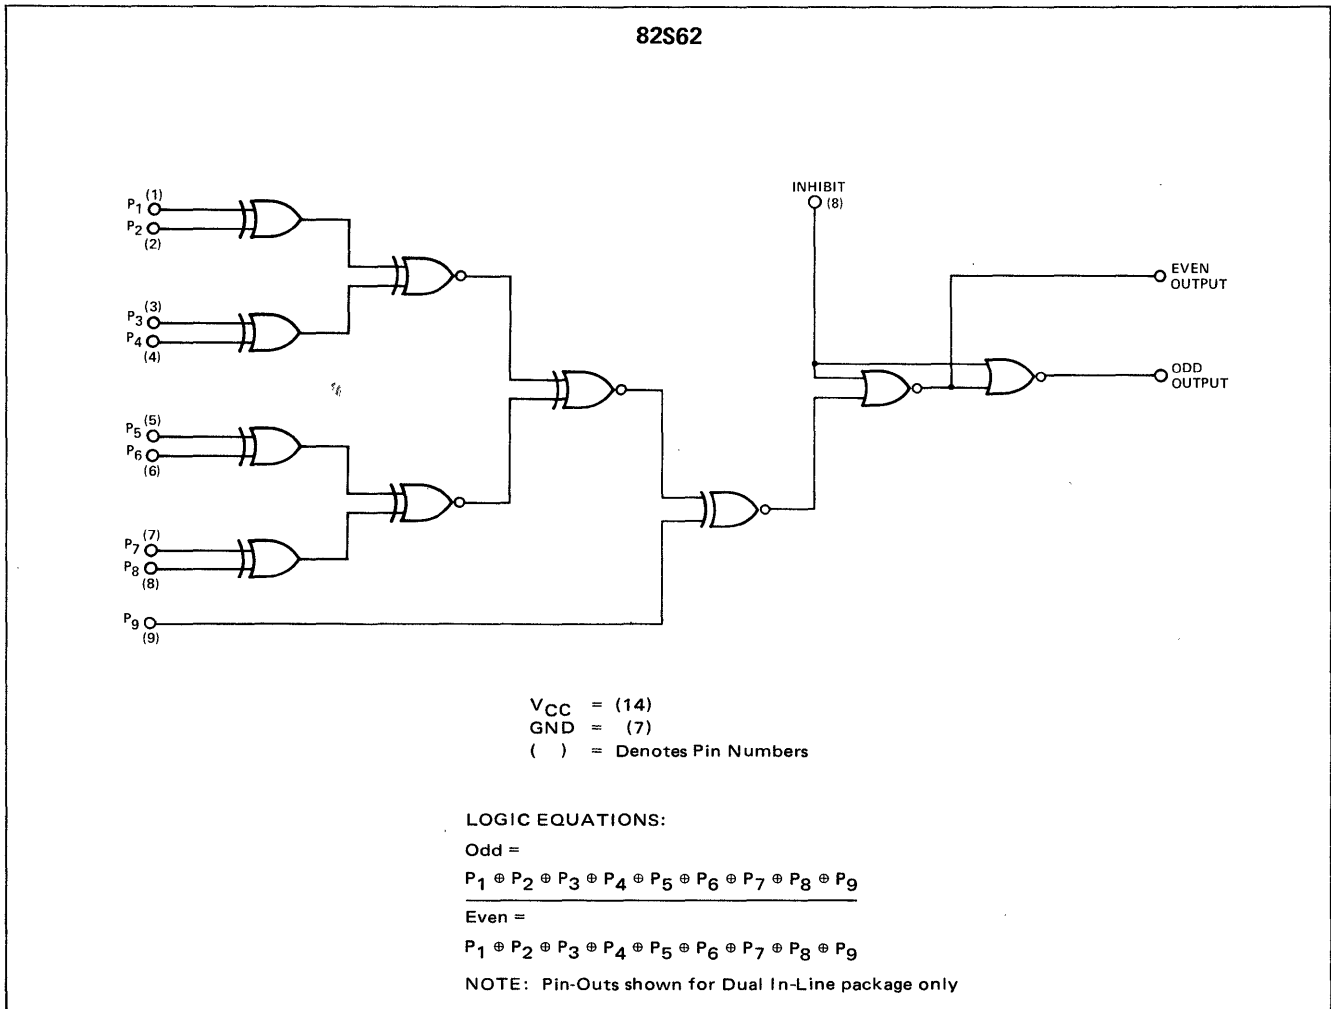 82S62
P1 (1)
P2 (2)
P3 (3)
P4 (4)
P5 (5)
P6 (6)
P7 (7)
P8 (8)
P9 (9)
INHIBIT
(8)
EVEN
OUTPUT
ODD
OUTPUT
VCC = (14)
GND = (7)
( ) = Denotes Pin Numbers
LOGIC EQUATIONS:
Odd =
P1 ⊕ P2 ⊕ P3 ⊕ P4 ⊕ P5 ⊕ P6 ⊕ P7 ⊕ P8 ⊕ P9
Even =
P1 ⊕ P2 ⊕ P3 ⊕ P4 ⊕ P5 ⊕ P6 ⊕ P7 ⊕ P8 ⊕ P9
NOTE: Pin-Outs shown for Dual In-Line package only